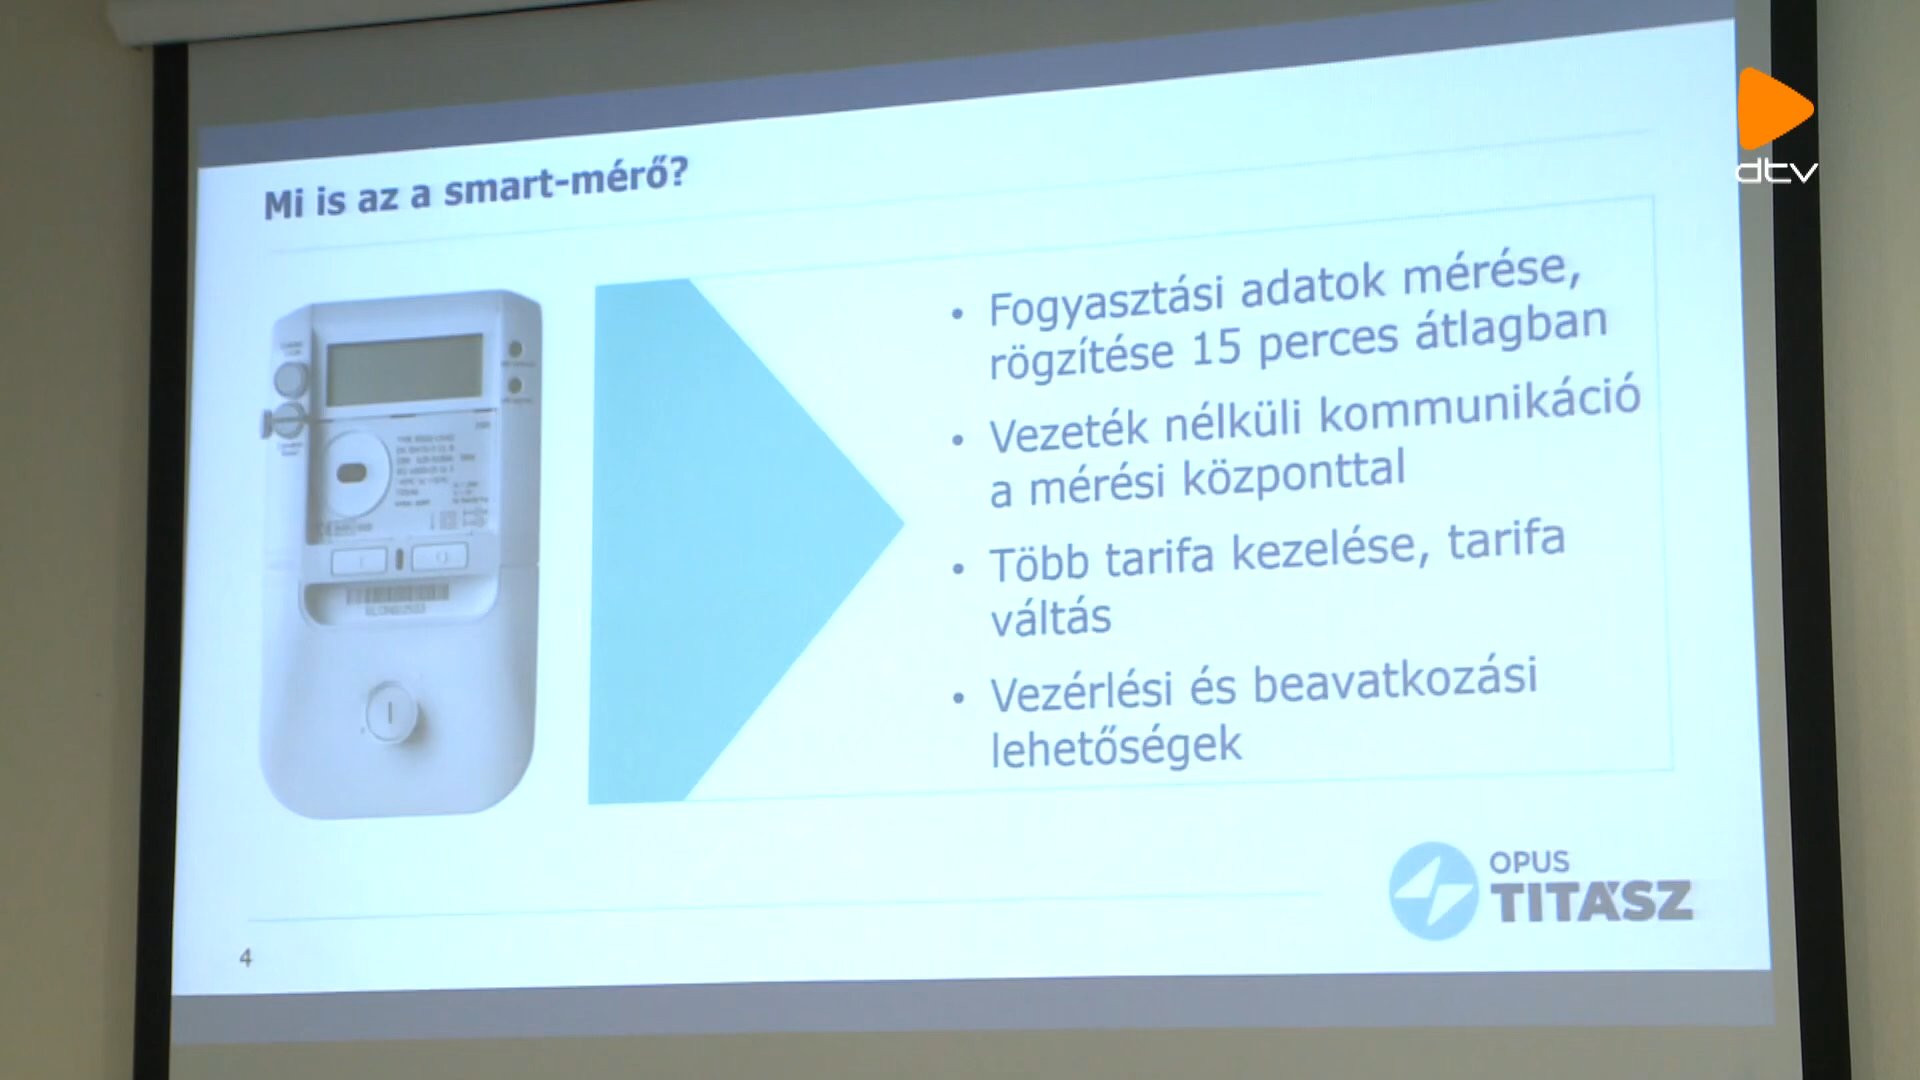 Mi is az a smart-mérő?
dtv
• Fogyasztási adatok mérése,
rögzítése 15 perces átlagban
• Vezeték nélküli kommunikáció
a mérési központtal
• Több tarifa kezelése, tarifa
váltás
• Vezérlési és beavatkozási
lehetőségek
OPUS
TITÁSZ
4